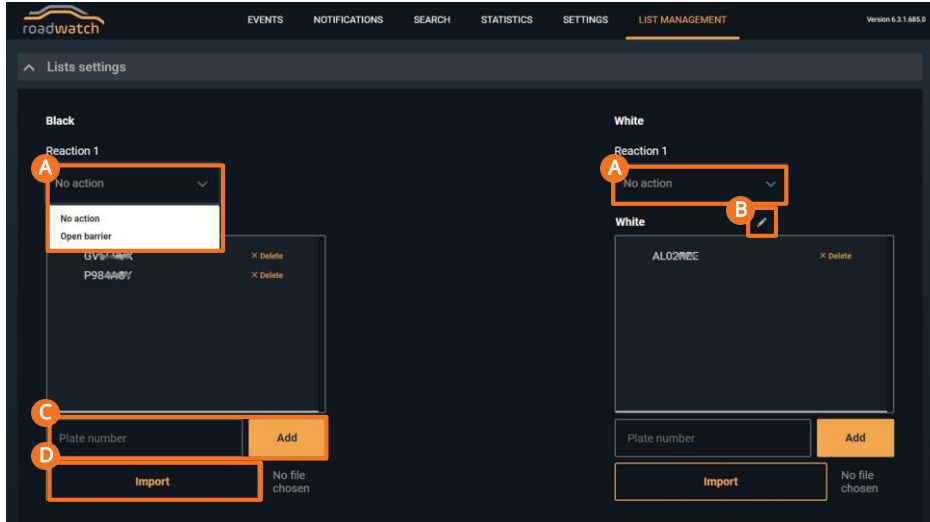 roadwatch
EVENTS NOTIFICATIONS SEARCH STATISTICS SETTINGS LIST MANAGEMENT Version 6.3.1.685.0
Lists settings
Black
Reaction 1
A
No action
No action
Open barrier
× Delete
× Delete
C
Plate number Add
D
Import No file
chosen
White
Reaction 1
A
No action
B
White
× Delete
Plate number Add
Import No file
chosen